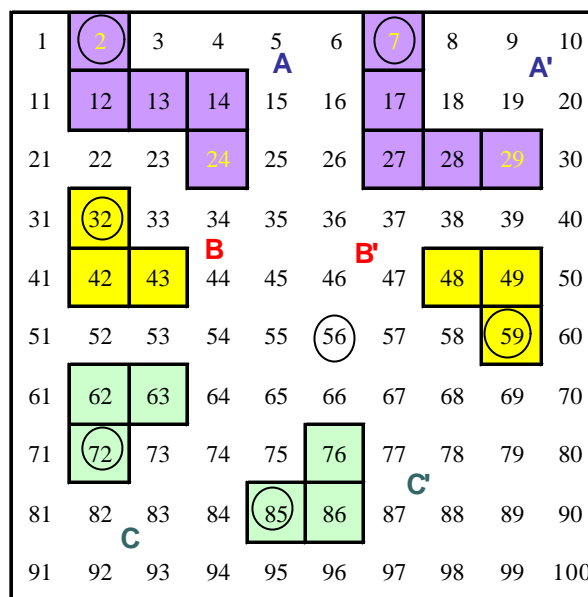 1 2 3 4 5 6 7 8 9 10
A A'
11 12 13 14 15 16 17 18 19 20
21 22 23 24 25 26 27 28 29 30
31 32 33 34 35 36 37 38 39 40
B B'
41 42 43 44 45 46 47 48 49 50
51 52 53 54 55 56 57 58 59 60
61 62 63 64 65 66 67 68 69 70
71 72 73 74 75 76 77 78 79 80
C'
81 82 83 84 85 86 87 88 89 90
C
91 92 93 94 95 96 97 98 99 100